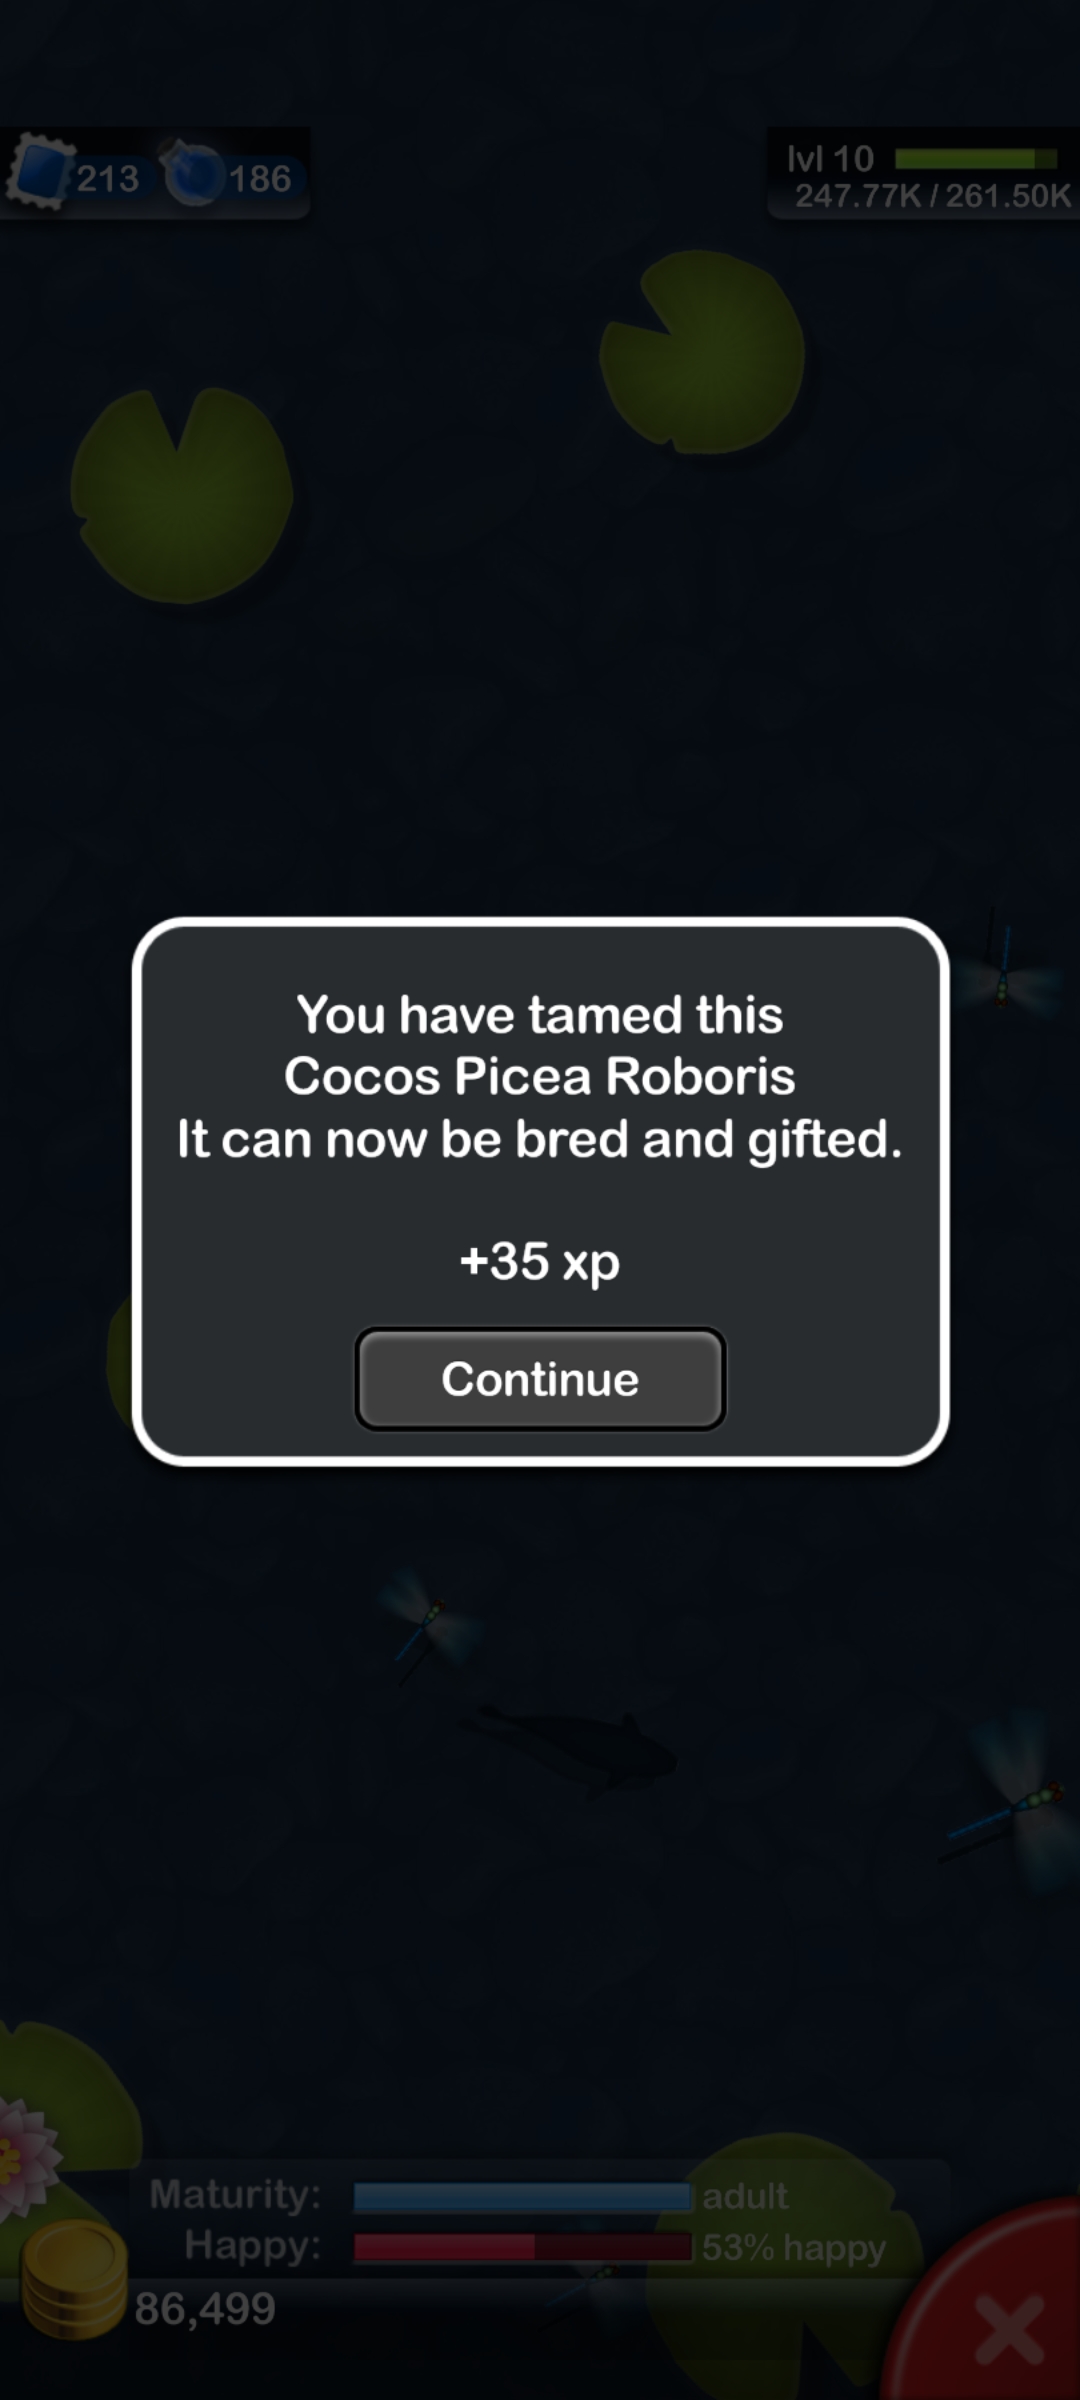 213 186
lvl 10
247.77K / 261.50K
You have tamed this
Cocos Picea Roboris
It can now be bred and gifted.
+35 xp
Continue
Maturity: adult
Happy: 53% happy
86,499